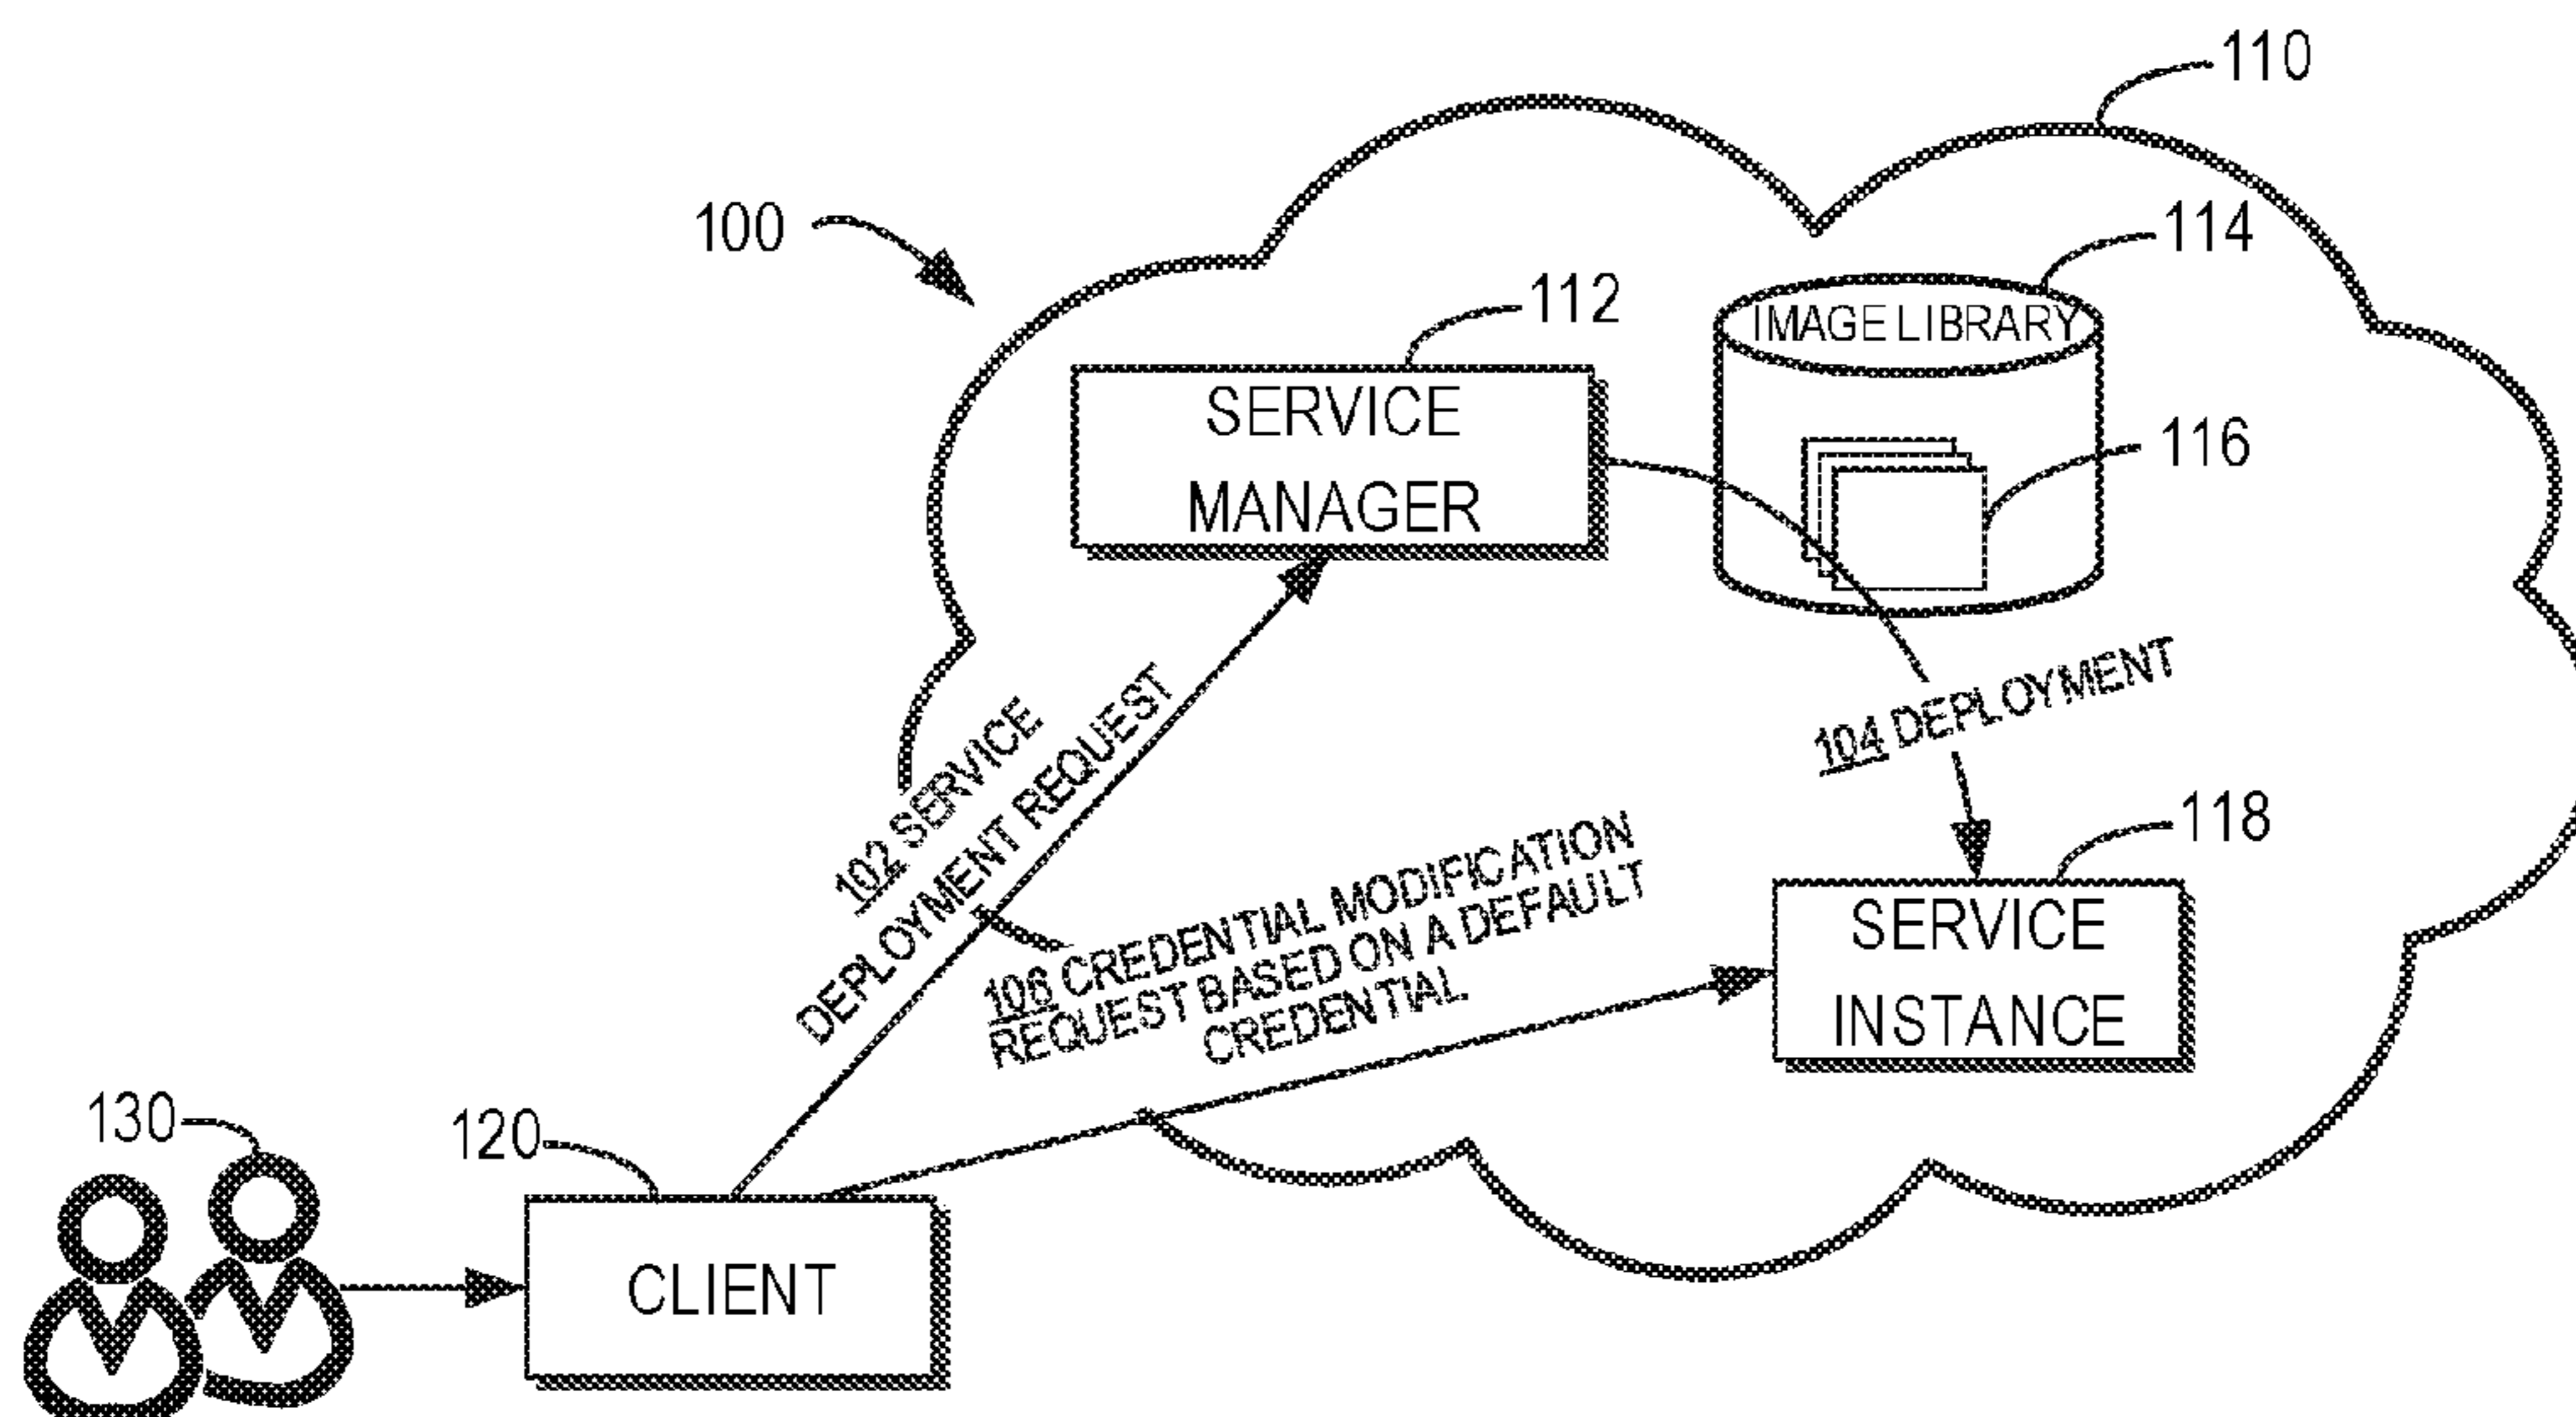 110
100
114
112
IMAGE LIBRARY
SERVICE
MANAGER
116
102 SERVICE
DEPLOYMENT REQUEST
104 DEPLOYMENT
118
106 CREDENTIAL MODIFICATION
REQUEST BASED ON A DEFAULT
CREDENTIAL
SERVICE
INSTANCE
130
120
CLIENT